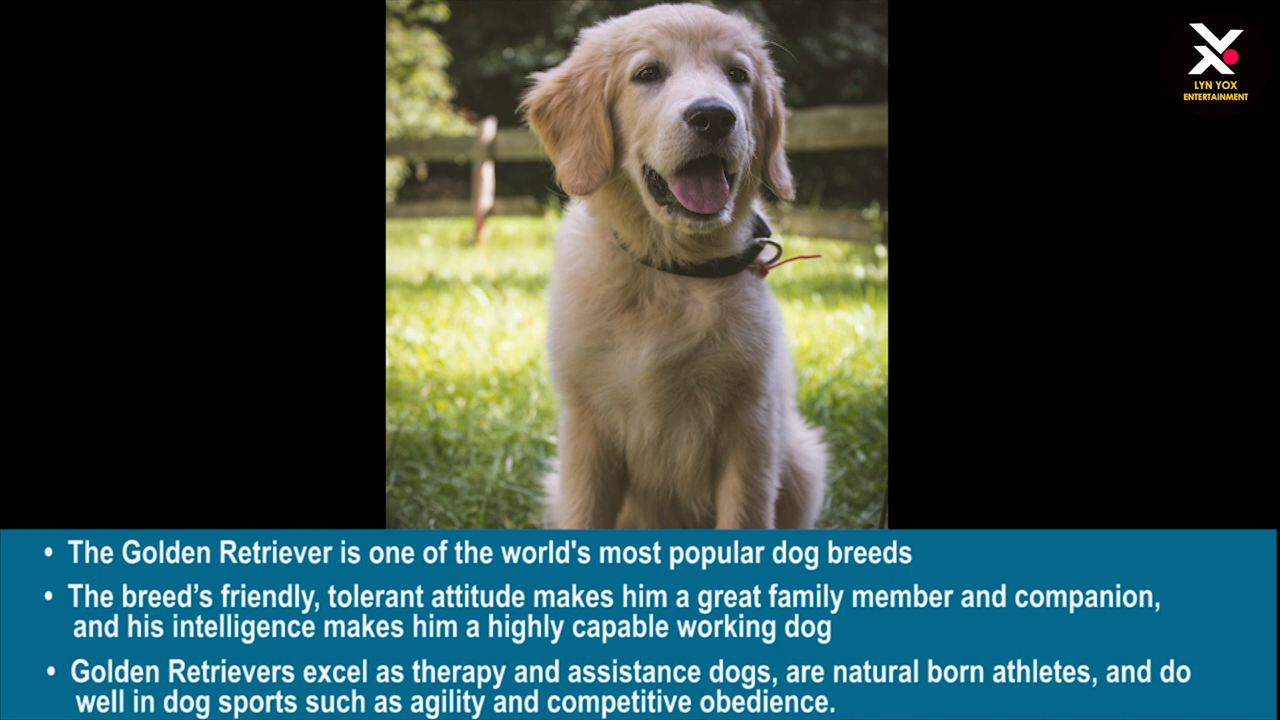 LYN YOX
ENTERTAINMENT
• The Golden Retriever is one of the world's most popular dog breeds
• The breed’s friendly, tolerant attitude makes him a great family member and companion,
and his intelligence makes him a highly capable working dog
• Golden Retrievers excel as therapy and assistance dogs, are natural born athletes, and do
well in dog sports such as agility and competitive obedience.